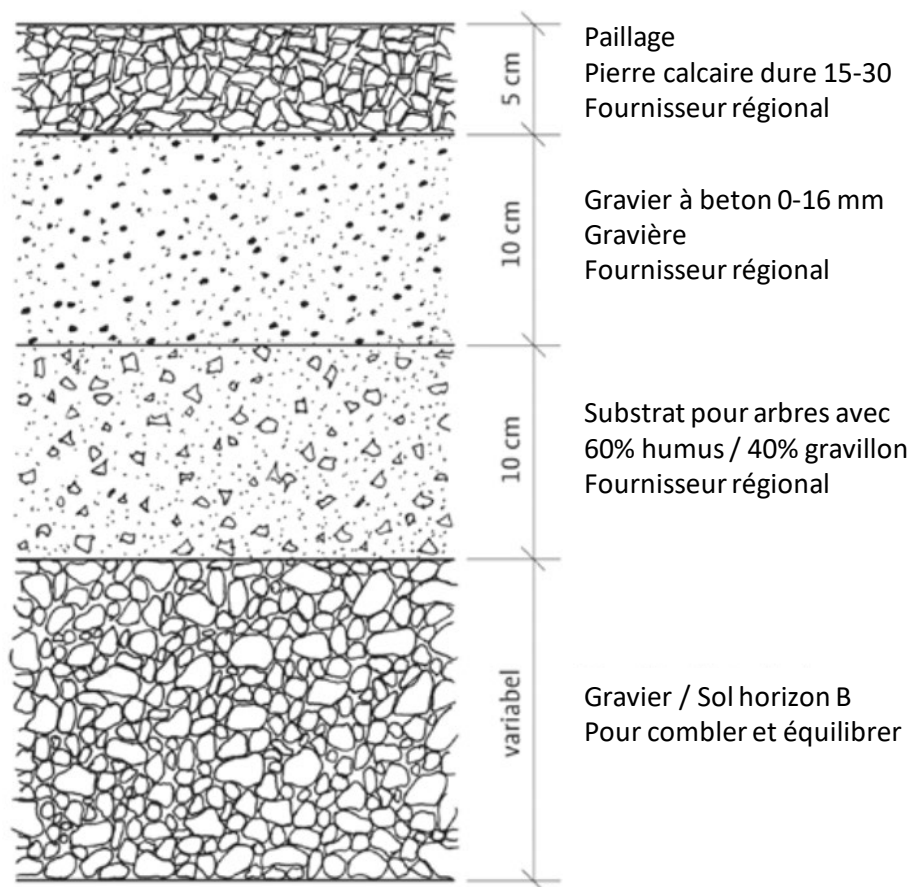 5 cm
Paillage
Pierre calcaire dure 15-30
Fournisseur régional
10 cm
Gravier à beton 0-16 mm
Gravière
Fournisseur régional
10 cm
Substrat pour arbres avec
60% humus / 40% gravillon
Fournisseur régional
variabel
Gravier / Sol horizon B
Pour combler et équilibrer